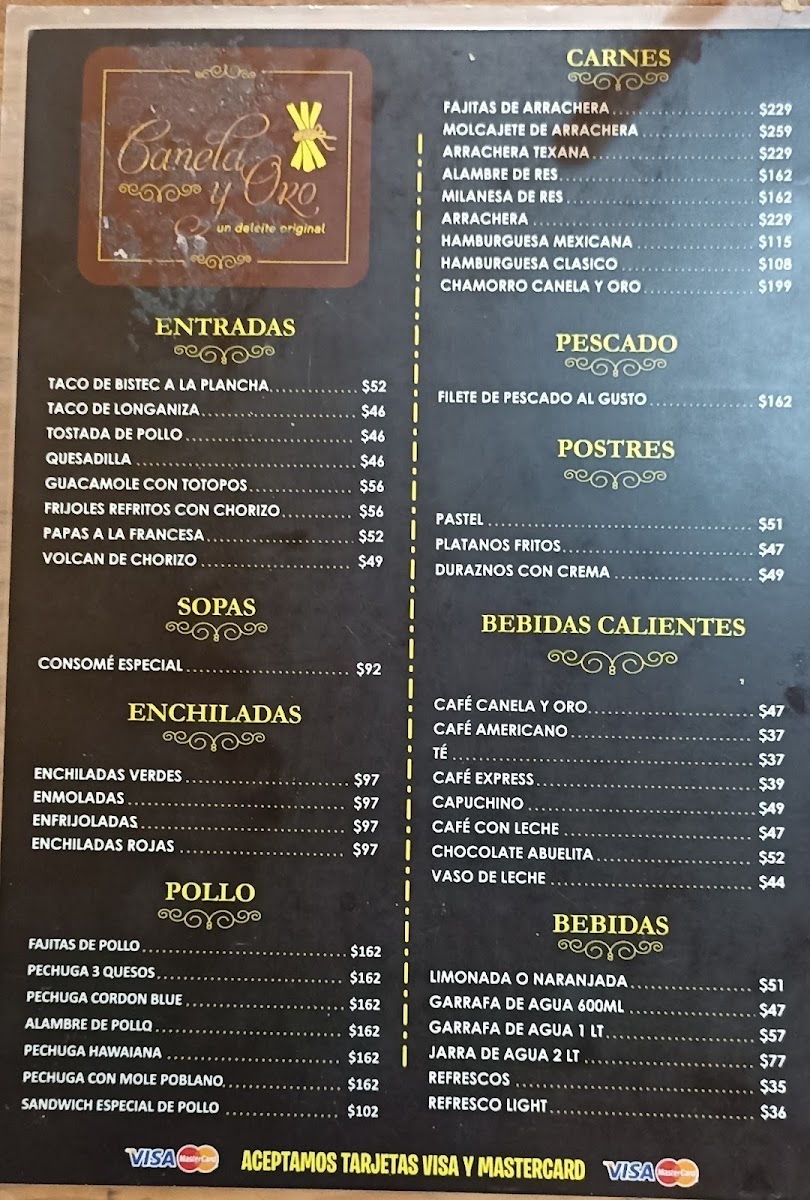 Canela
y Oro
un deleite original
ENTRADAS
TACO DE BISTEC A LA PLANCHA............ $52
TACO DE LONGANIZA............ $46
TOSTADA DE POLLO............ $46
QUESADILLA............ $46
GUACAMOLE CON TOTOPOS............ $56
FRIJOLES REFRITOS CON CHORIZO............ $56
PAPAS A LA FRANCESA............ $52
VOLCAN DE CHORIZO............ $49
SOPAS
CONSOMÉ ESPECIAL............ $92
ENCHILADAS
ENCHILADAS VERDES............ $97
ENMOLADAS............ $97
ENFRIJOLADAS............ $97
ENCHILADAS ROJAS............ $97
POLLO
FAJITAS DE POLLO............ $162
PECHUGA 3 QUESOS............ $162
PECHUGA CORDON BLUE............ $162
ALAMBRE DE POLLO............ $162
PECHUGA HAWAIANA............ $162
PECHUGA CON MOLE POBLANO............ $162
SANDWICH ESPECIAL DE POLLO............ $102
CARNES
FAJITAS DE ARRACHERA............ $229
MOLCAJETE DE ARRACHERA............ $259
ARRACHERA TEXANA............ $229
ALAMBRE DE RES............ $162
MILANESA DE RES............ $162
ARRACHERA............ $229
HAMBURGUESA MEXICANA............ $115
HAMBURGUESA CLASICO............ $108
CHAMORRO CANELA Y ORO............ $199
PESCADO
FILETE DE PESCADO AL GUSTO............ $162
POSTRES
PASTEL............ $51
PLATANOS FRITOS............ $47
DURAZNOS CON CREMA............ $49
BEBIDAS CALIENTES
CAFÉ CANELA Y ORO............ $47
CAFÉ AMERICANO............ $37
TÉ............ $37
CAFÉ EXPRESS............ $39
CAPUCHINO............ $49
CAFÉ CON LECHE............ $47
CHOCOLATE ABUELITA............ $52
VASO DE LECHE............ $44
BEBIDAS
LIMONADA O NARANJADA............ $51
GARRAFA DE AGUA 600ML............ $47
GARRAFA DE AGUA 1 LT............ $57
JARRA DE AGUA 2 LT............ $77
REFRESCOS............ $35
REFRESCO LIGHT............ $36
VISA MasterCard ACEPTAMOS TARJETAS VISA Y MASTERCARD VISA MasterCard